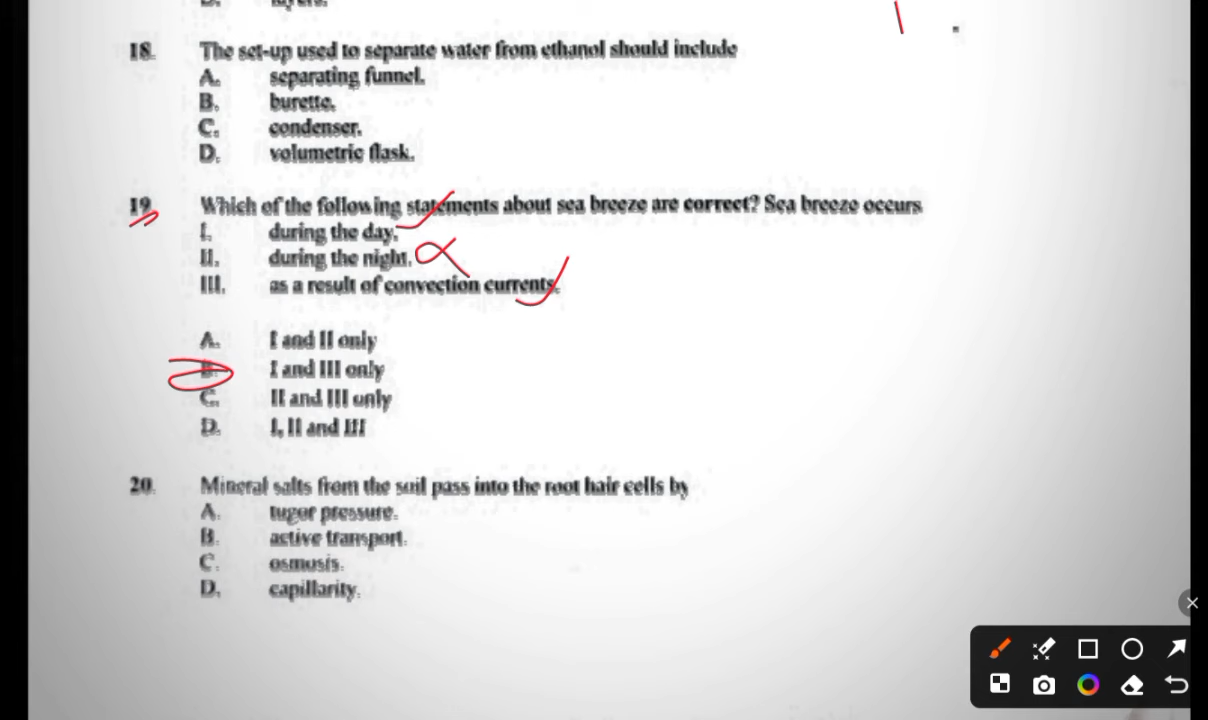 18. The set-up used to separate water from ethanol should include
A. separating funnel.
B. burette.
C. condenser.
D. volumetric flask.
19. Which of the following statements about sea breeze are correct? Sea breeze occurs
I. during the day.
II. during the night.
III. as a result of convection currents.
A. I and II only
B. I and III only
C. II and III only
D. I, II and III
20. Mineral salts from the soil pass into the root hair cells by
A. tugor pressure.
B. active transport.
C. osmosis.
D. capillarity.